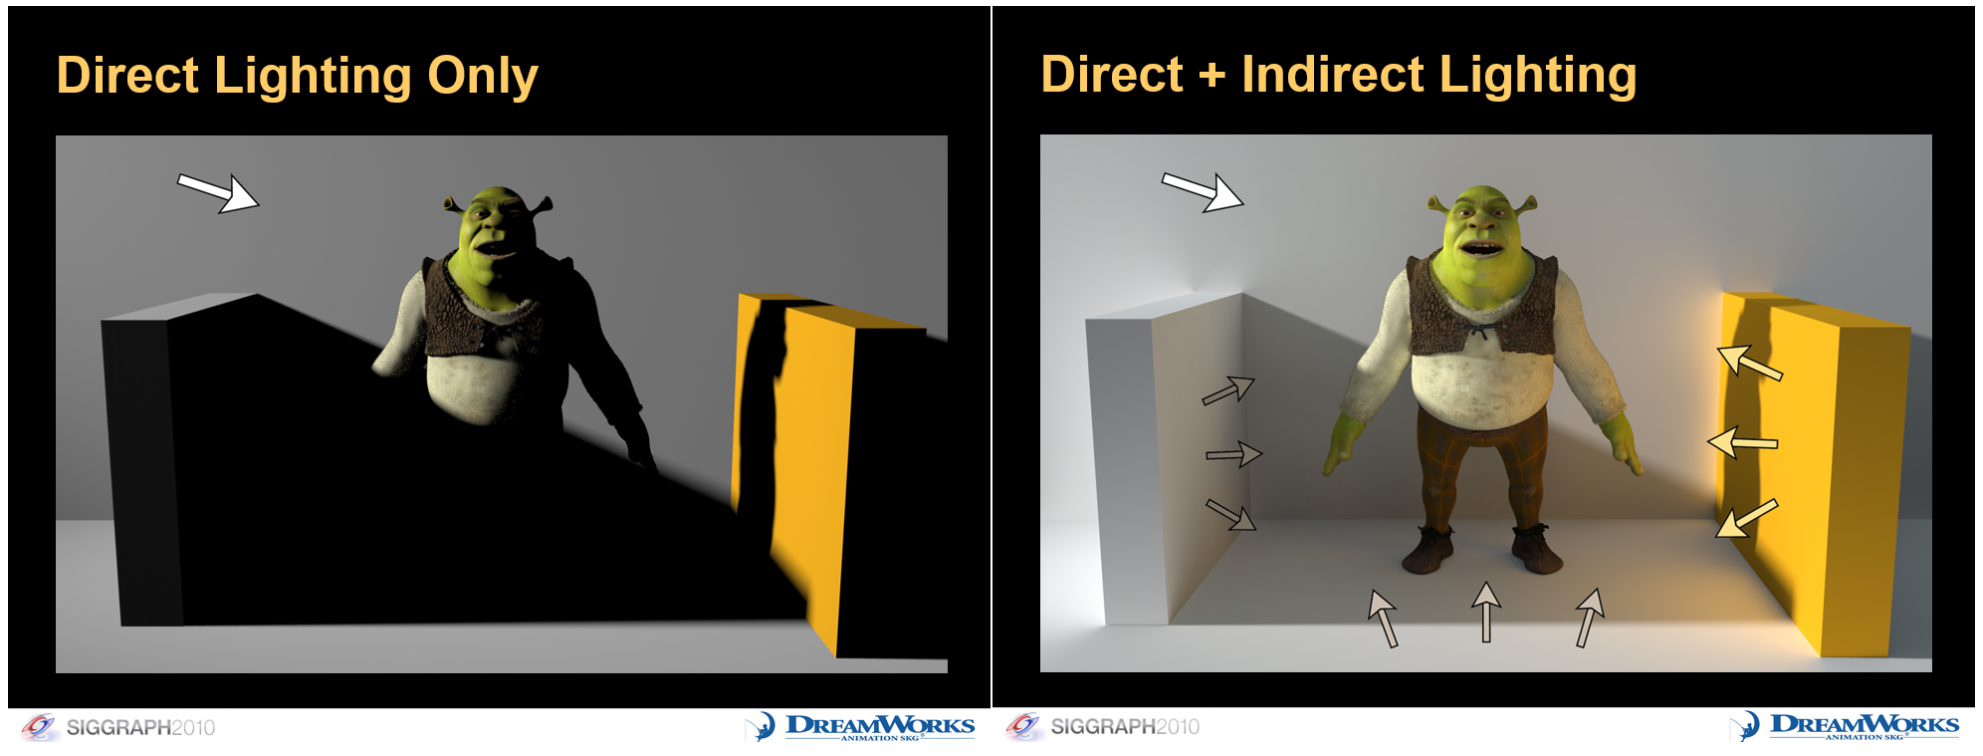 Direct Lighting Only
SIGGRAPH2010
DREAMWORKS
ANIMATION SKG
Direct + Indirect Lighting
SIGGRAPH2010
DREAMWORKS
ANIMATION SKG